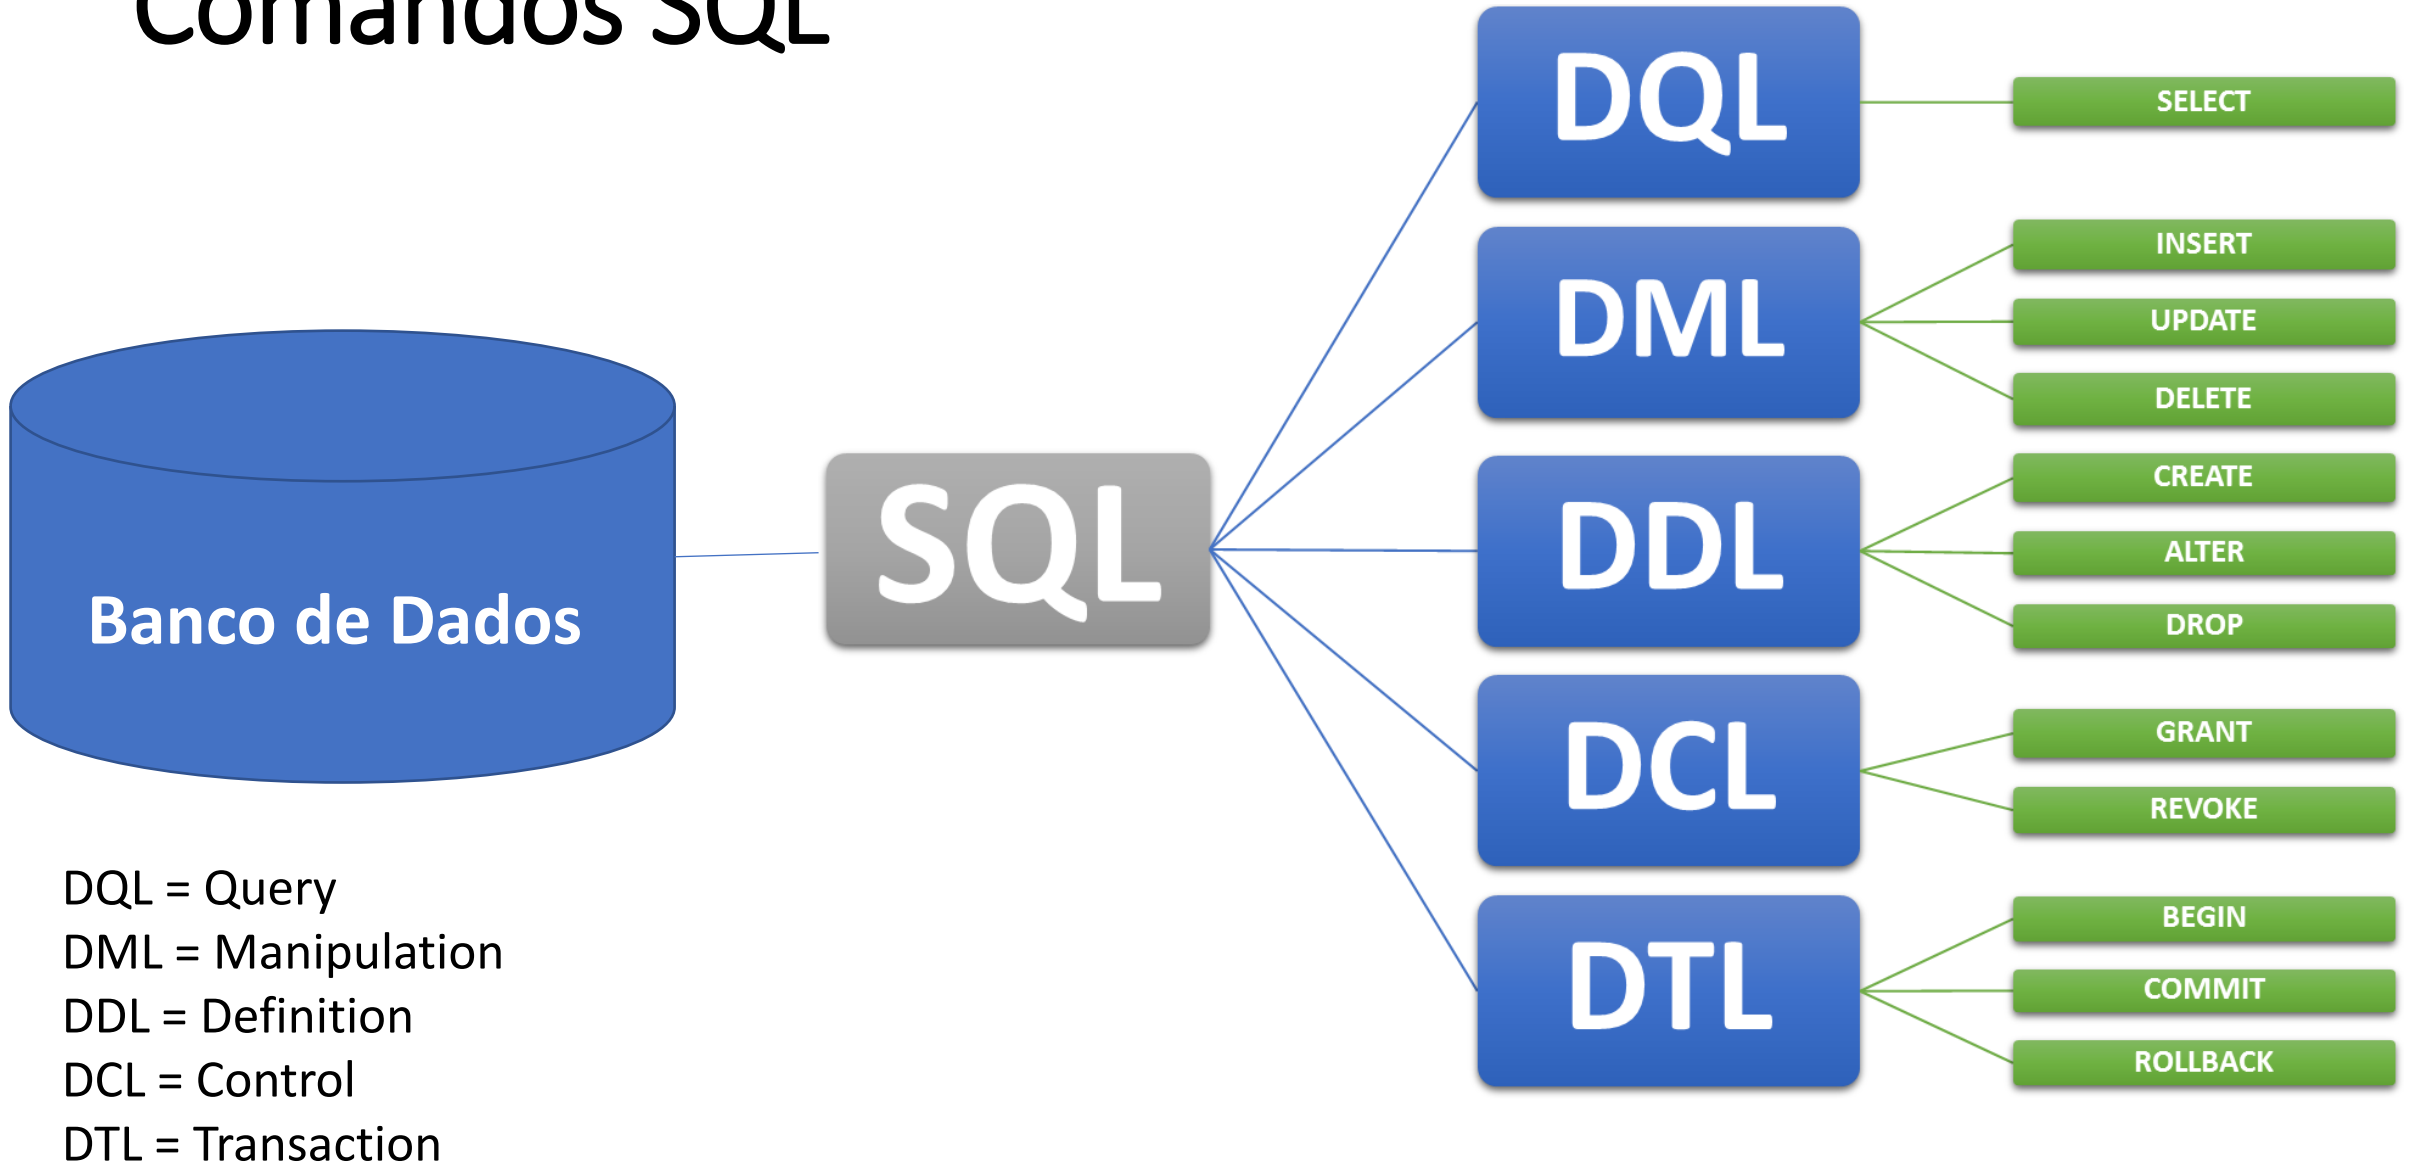 Comandos SQL
Banco de Dados
SQL
DQL
SELECT
DML
INSERT
UPDATE
DELETE
DDL
CREATE
ALTER
DROP
DCL
GRANT
REVOKE
DTL
BEGIN
COMMIT
ROLLBACK
DQL = Query
DML = Manipulation
DDL = Definition
DCL = Control
DTL = Transaction